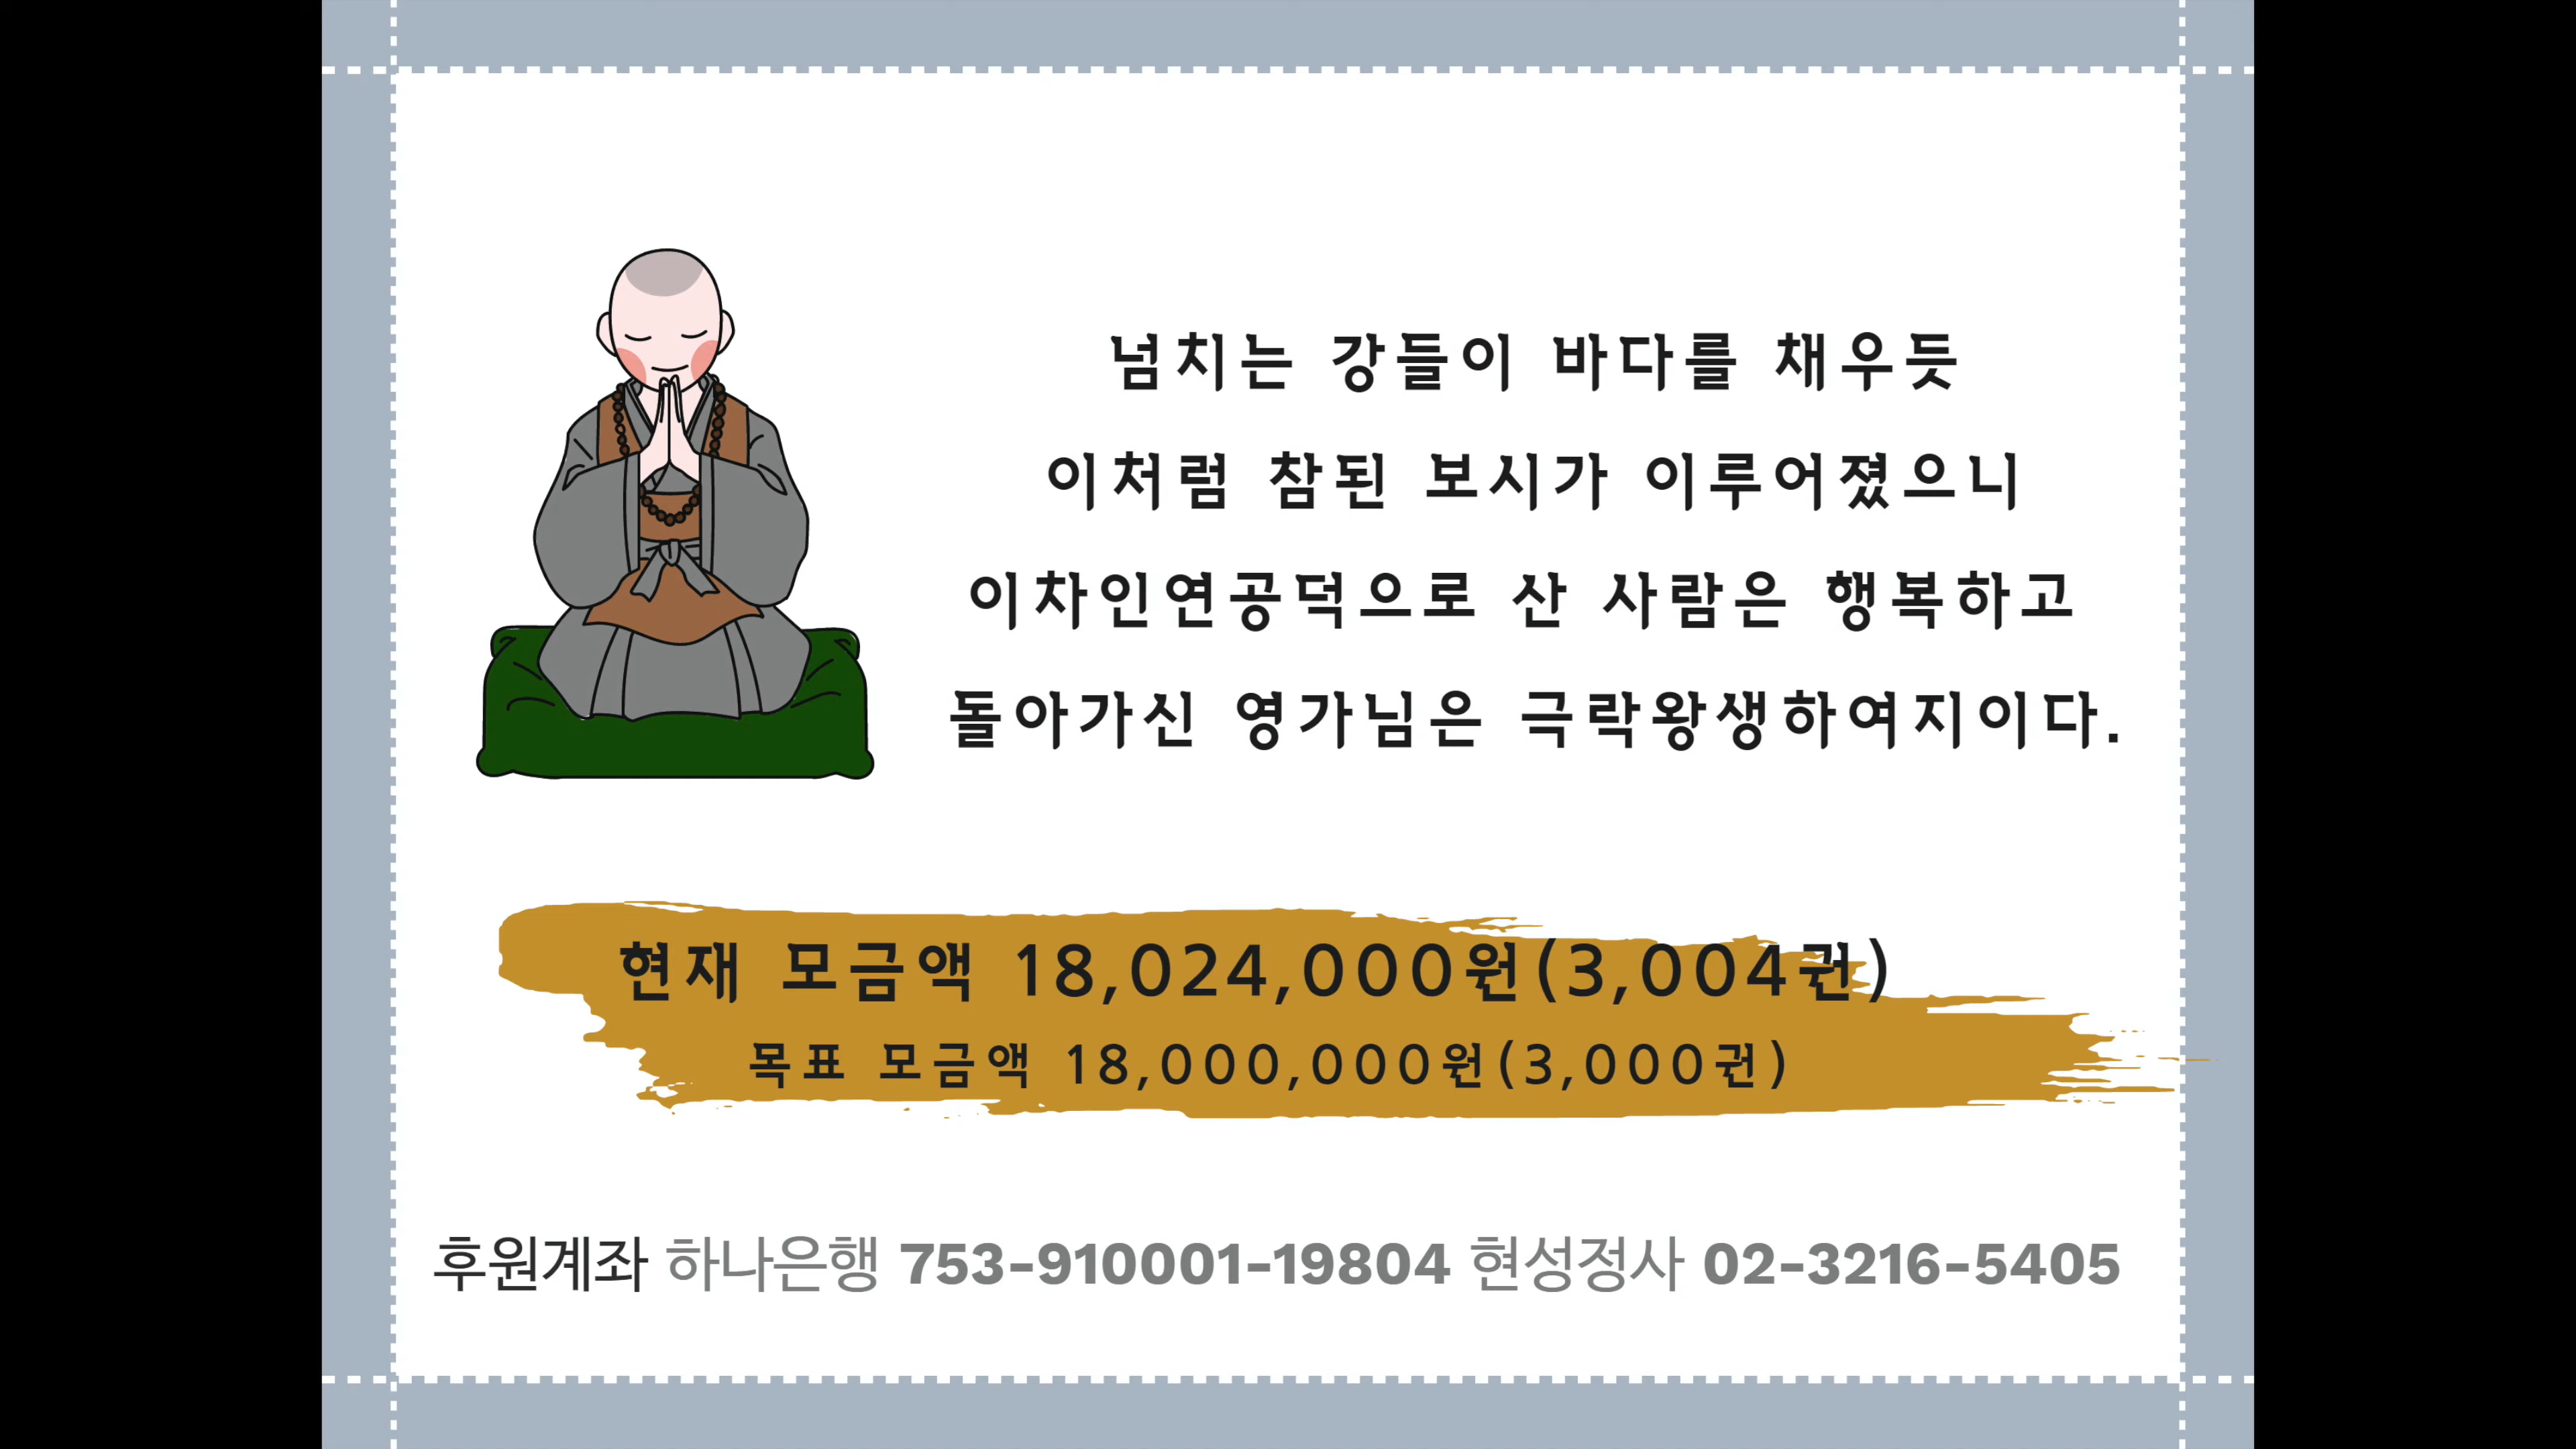 넘치는 강들이 바다를 채우듯
이처럼 참된 보시가 이루어졌으니
이차인연공덕으로 산 사람은 행복하고
돌아가신 영가님은 극락왕생하여지이다.
현재 모금액 18,024,000원(3,004권)
목표 모금액 18,000,000원(3,000권)
후원계좌 하나은행 753-910001-19804 현성정사 02-3216-5405